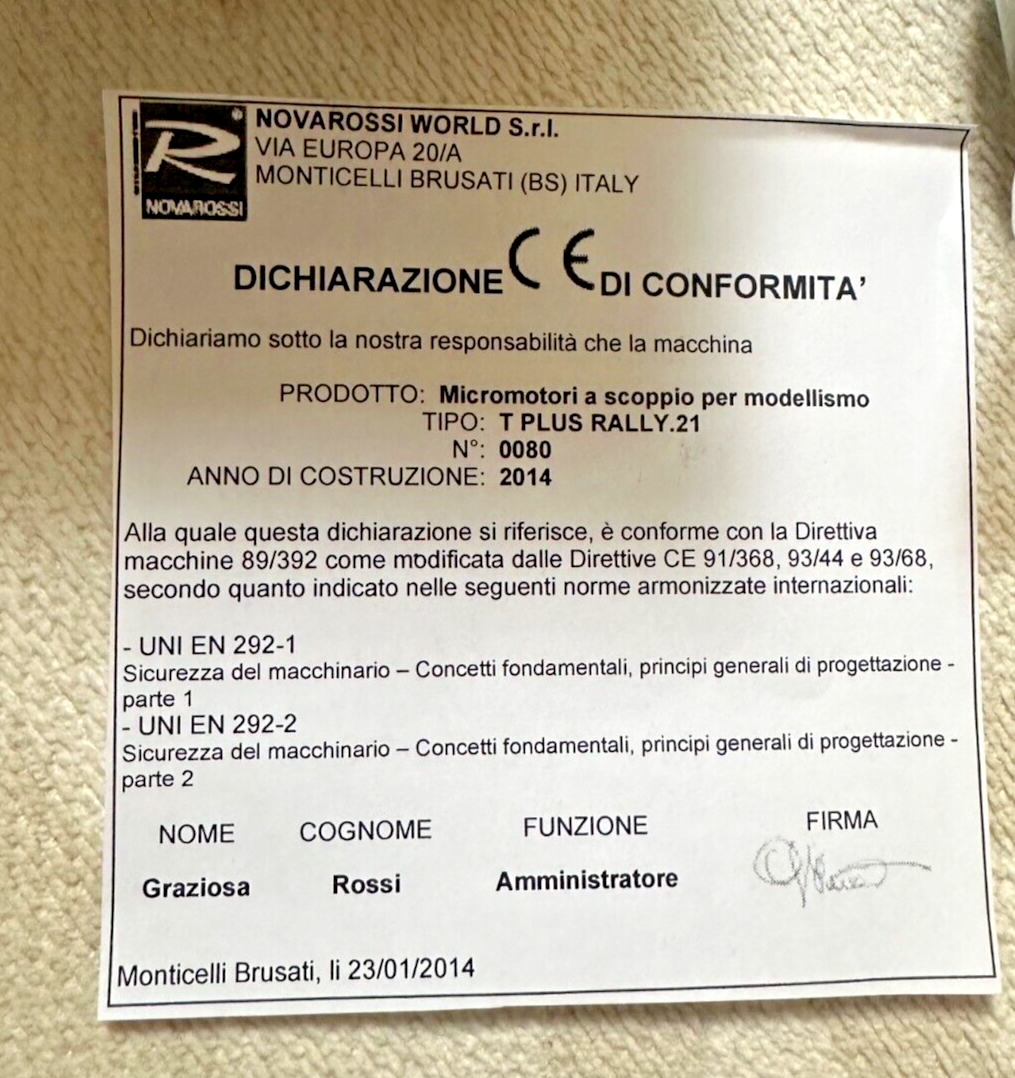 NOVAROSSI WORLD S.r.l.
VIA EUROPA 20/A
MONTICELLI BRUSATI (BS) ITALY
R
NOVAROSSI
DICHIARAZIONE CE DI CONFORMITA'
Dichiariamo sotto la nostra responsabilità che la macchina
PRODOTTO: Micromotori a scoppio per modellismo
TIPO: T PLUS RALLY.21
N°: 0080
ANNO DI COSTRUZIONE: 2014
Alla quale questa dichiarazione si riferisce, è conforme con la Direttiva
macchine 89/392 come modificata dalle Direttive CE 91/368, 93/44 e 93/68,
secondo quanto indicato nelle seguenti norme armonizzate internazionali:
- UNI EN 292-1
Sicurezza del macchinario – Concetti fondamentali, principi generali di progettazione -
parte 1
- UNI EN 292-2
Sicurezza del macchinario – Concetti fondamentali, principi generali di progettazione -
parte 2
NOME COGNOME FUNZIONE FIRMA
Graziosa Rossi Amministratore
Monticelli Brusati, li 23/01/2014